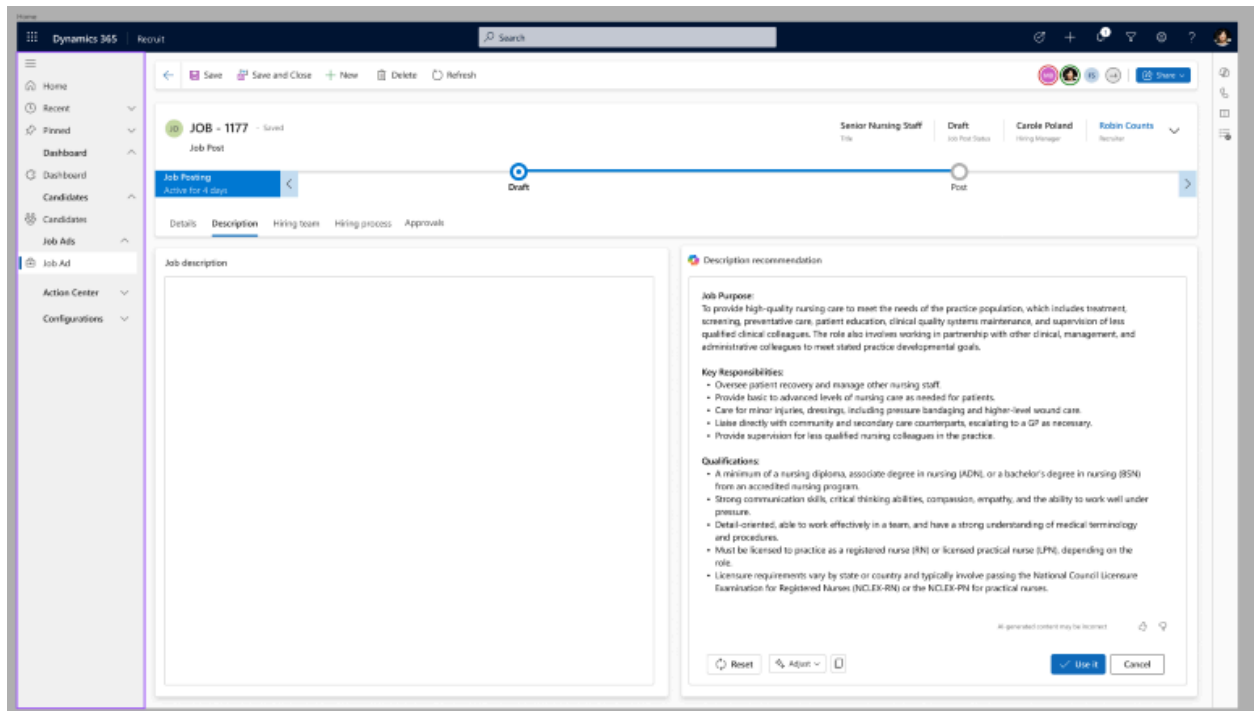 Home
Dynamics 365 Recruit
Search
?
Home
Recent
Pinned
Dashboard
Dashboard
Candidates
Candidates
Job Ads
Job Ad
Action Center
Configurations
Save Save and Close New Delete Refresh
Share
JD
JOB - 1177 - Saved
Job Post
Senior Nursing Staff
Title
Draft
Job Post Status
Carole Poland
Hiring Manager
Robin Counts
Recruiter
Job Posting
Active for 4 days
Draft
Post
Details Description Hiring team Hiring process Approvals
Job description
Description recommendation
Job Purpose:
To provide high-quality nursing care to meet the needs of the practice population, which includes treatment,
screening, preventative care, patient education, clinical quality systems maintenance, and supervision of less
qualified clinical colleagues. The role also involves working in partnership with other clinical, management, and
administrative colleagues to meet stated practice developmental goals.
Key Responsibilities:
• Oversee patient recovery and manage other nursing staff.
• Provide basic to advanced levels of nursing care as needed for patients.
• Care for minor injuries, dressings, including pressure bandaging and higher-level wound care.
• Liaise directly with community and secondary care counterparts, escalating to a GP as necessary.
• Provide supervision for less qualified nursing colleagues in the practice.
Qualifications:
• A minimum of a nursing diploma, associate degree in nursing (ADN), or a bachelor's degree in nursing (BSN)
from an accredited nursing program.
• Strong communication skills, critical thinking abilities, compassion, empathy, and the ability to work well under
pressure.
• Detail-oriented, able to work effectively in a team, and have a strong understanding of medical terminology
and procedures.
• Must be licensed to practice as a registered nurse (RN) or licensed practical nurse (LPN), depending on the
role.
• Licensure requirements vary by state or country and typically involve passing the National Council Licensure
Examination for Registered Nurses (NCLEX-RN) or the NCLEX-PN for practical nurses.
AI-generated content may be incorrect
Reset Adjust
Use it Cancel